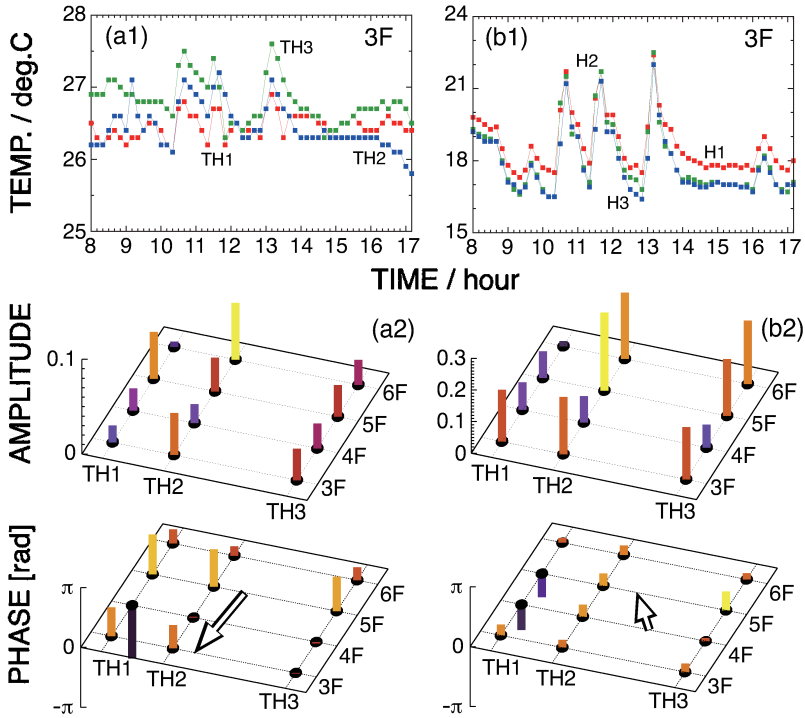 (a1) 3F
28
27
26
25
TEMP. / deg.C
TH3
TH1
TH2
8 9 10 11 12 13 14 15 16 17
(b1) 3F
24
21
18
15
H2
H1
H3
8 9 10 11 12 13 14 15 16 17
TIME / hour
AMPLITUDE
(a2)
0.1
0
TH1
TH2
TH3
3F
4F
5F
6F
(b2)
0.3
0.2
0.1
0
TH1
TH2
TH3
3F
4F
5F
6F
PHASE [rad]
π
0
-π
TH1
TH2
TH3
3F
4F
5F
6F
π
0
-π
TH1
TH2
TH3
3F
4F
5F
6F